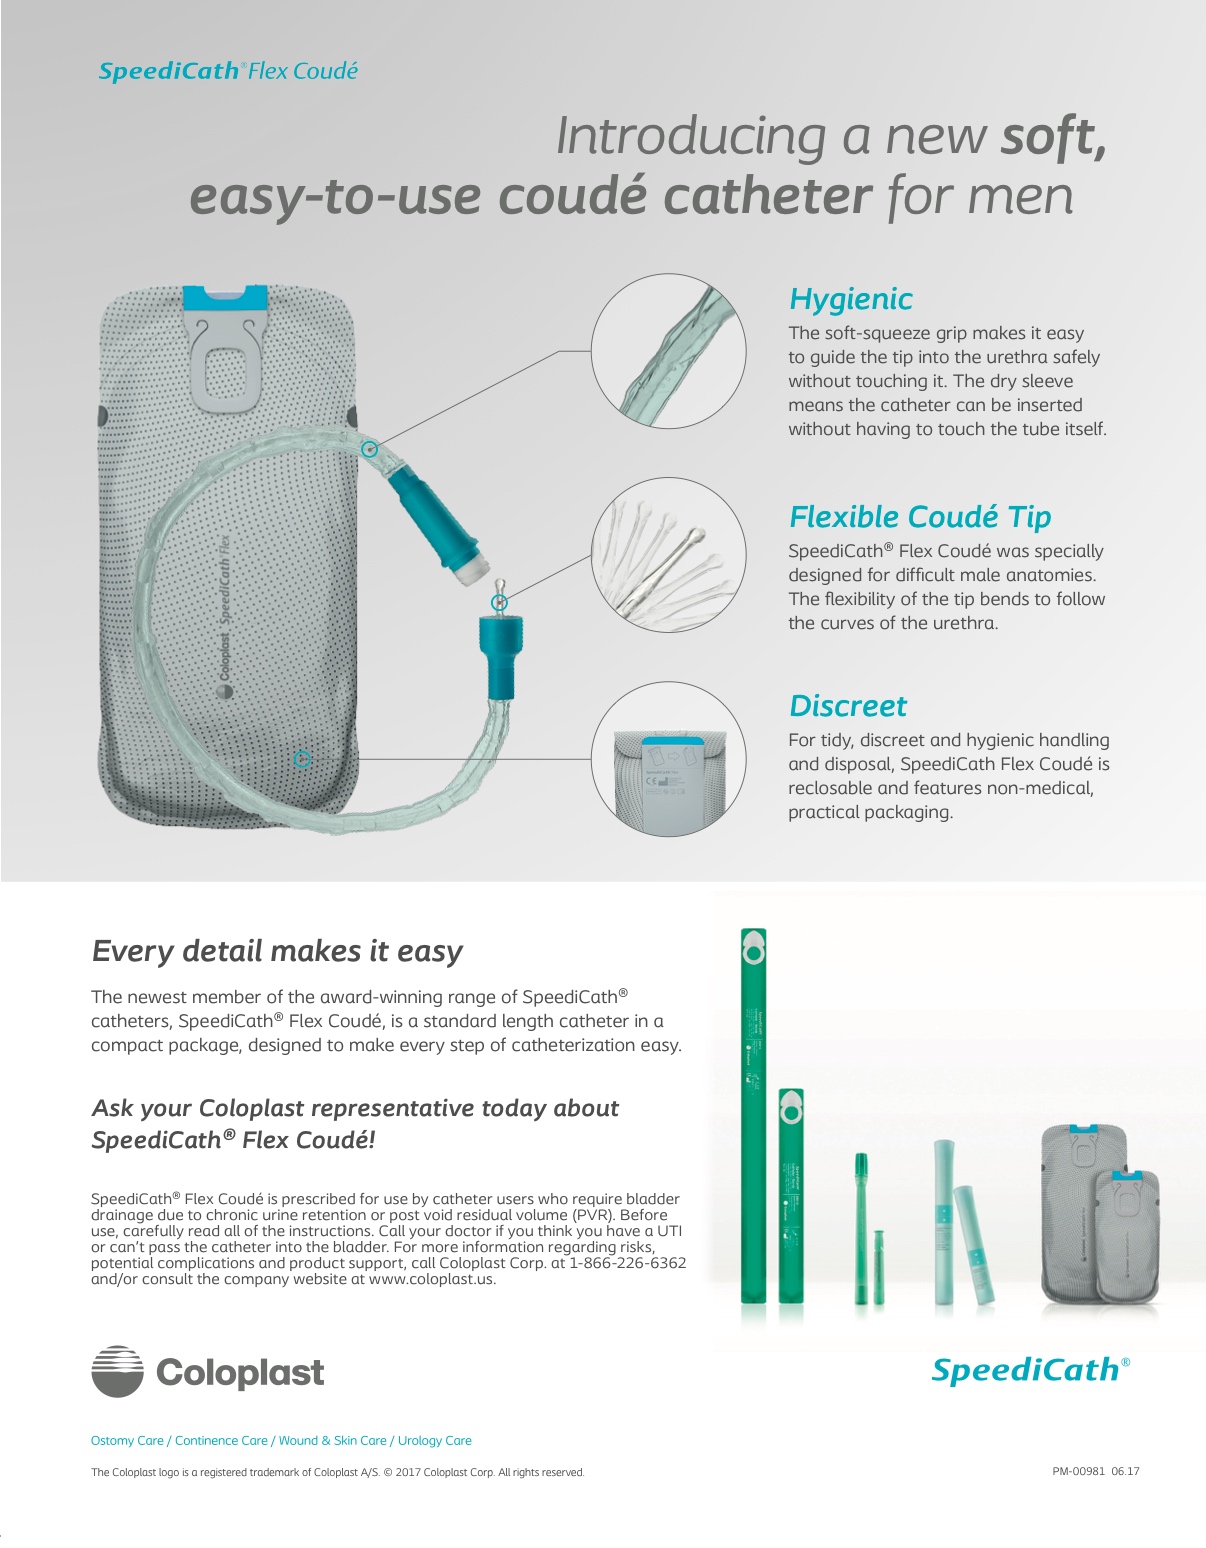 SpeediCath® Flex Coudé
Introducing a new soft,
easy-to-use coudé catheter for men
Hygienic
The soft-squeeze grip makes it easy
to guide the tip into the urethra safely
without touching it. The dry sleeve
means the catheter can be inserted
without having to touch the tube itself.
Coloplast SpeediCath Flex
Flexible Coudé Tip
SpeediCath® Flex Coudé was specially
designed for difficult male anatomies.
The flexibility of the tip bends to follow
the curves of the urethra.
Discreet
For tidy, discreet and hygienic handling
and disposal, SpeediCath Flex Coudé is
reclosable and features non-medical,
practical packaging.
Every detail makes it easy
The newest member of the award-winning range of SpeediCath®
catheters, SpeediCath® Flex Coudé, is a standard length catheter in a
compact package, designed to make every step of catheterization easy.
Ask your Coloplast representative today about
SpeediCath® Flex Coudé!
SpeediCath® Flex Coudé is prescribed for use by catheter users who require bladder
drainage due to chronic urine retention or post void residual volume (PVR). Before
use, carefully read all of the instructions. Call your doctor if you think you have a UTI
or can't pass the catheter into the bladder. For more information regarding risks,
potential complications and product support, call Coloplast Corp. at 1-866-226-6362
and/or consult the company website at www.coloplast.us.
Coloplast
SpeediCath®
Ostomy Care / Continence Care / Wound & Skin Care / Urology Care
The Coloplast logo is a registered trademark of Coloplast A/S. © 2017 Coloplast Corp. All rights reserved.
PM-00981 06.17